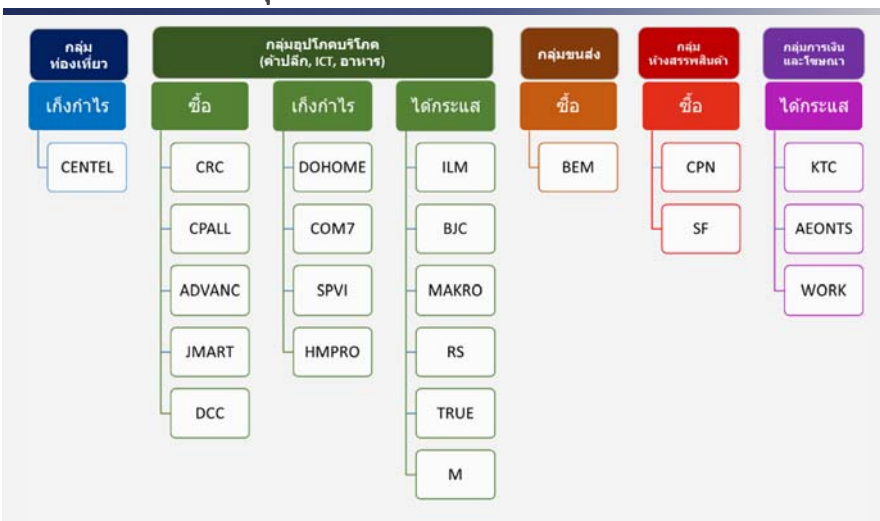 กลุ่ม
ท่องเที่ยว
กลุ่มอุปโภคบริโภค
(ค้าปลีก, ICT, อาหาร)
กลุ่มขนส่ง
กลุ่ม
ห้างสรรพสินค้า
กลุ่มการเงิน
และโฆษณา
เก็งกำไร
ซื้อ
เก็งกำไร
ได้กระแส
ซื้อ
ซื้อ
ได้กระแส
CENTEL
CRC
DOHOME
ILM
BEM
CPN
KTC
CPALL
COM7
BJC
SF
AEONTS
ADVANC
SPVI
MAKRO
WORK
JMART
HMPRO
RS
DCC
TRUE
M